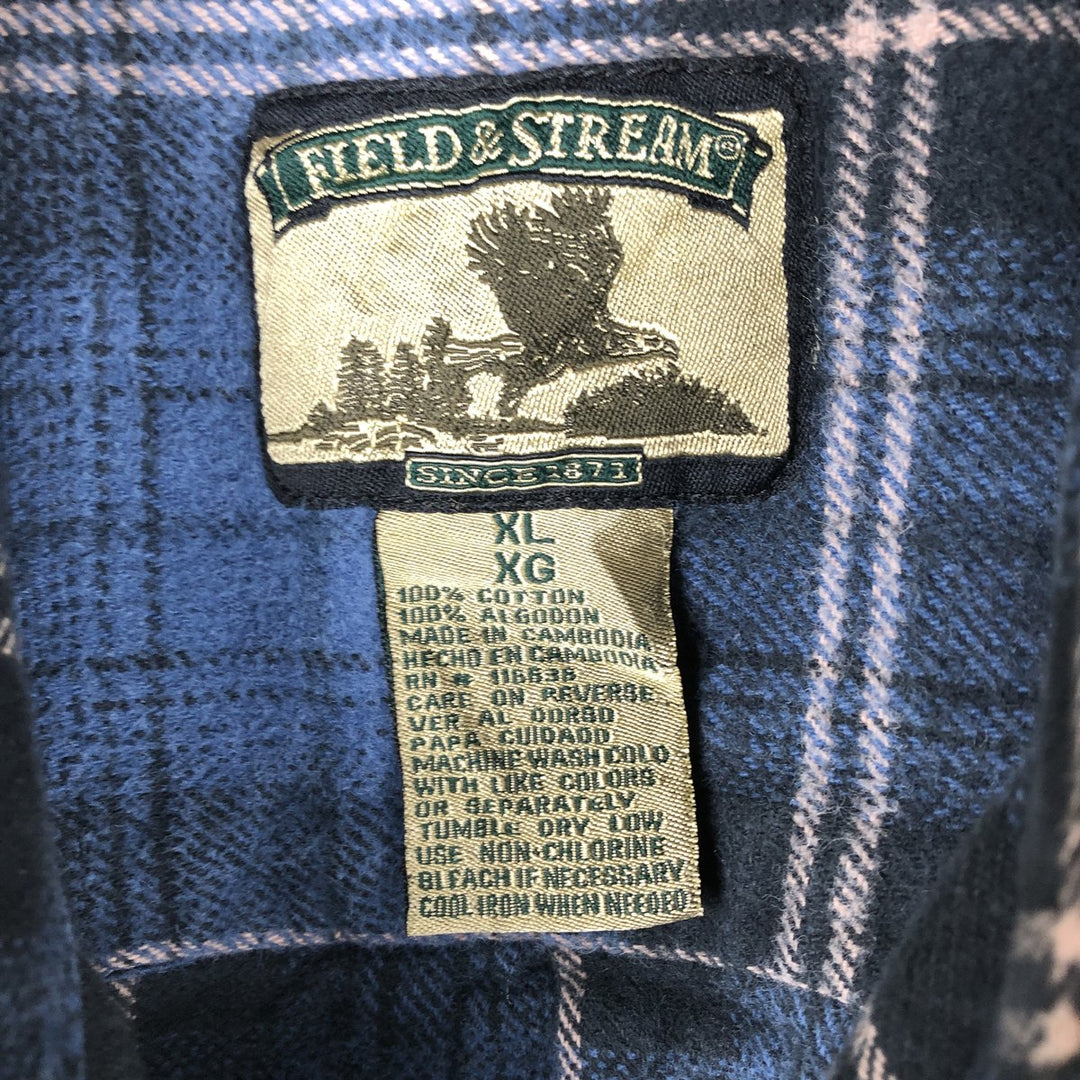 FIELD & STREAM®
SINCE 1871
XL
XG
100% COTTON
100% ALGODON
MADE IN CAMBODIA
HECHO EN CAMBODIA
RN # 116638
CARE ON REVERSE
VER AL DORSO
PAPA CUIDADO
MACHINE WASH COLD
WITH LIKE COLORS
OR SEPARATELY
TUMBLE DRY LOW
USE NON-CHLORINE
BLEACH IF NECESSARY
COOL IRON WHEN NEEDED